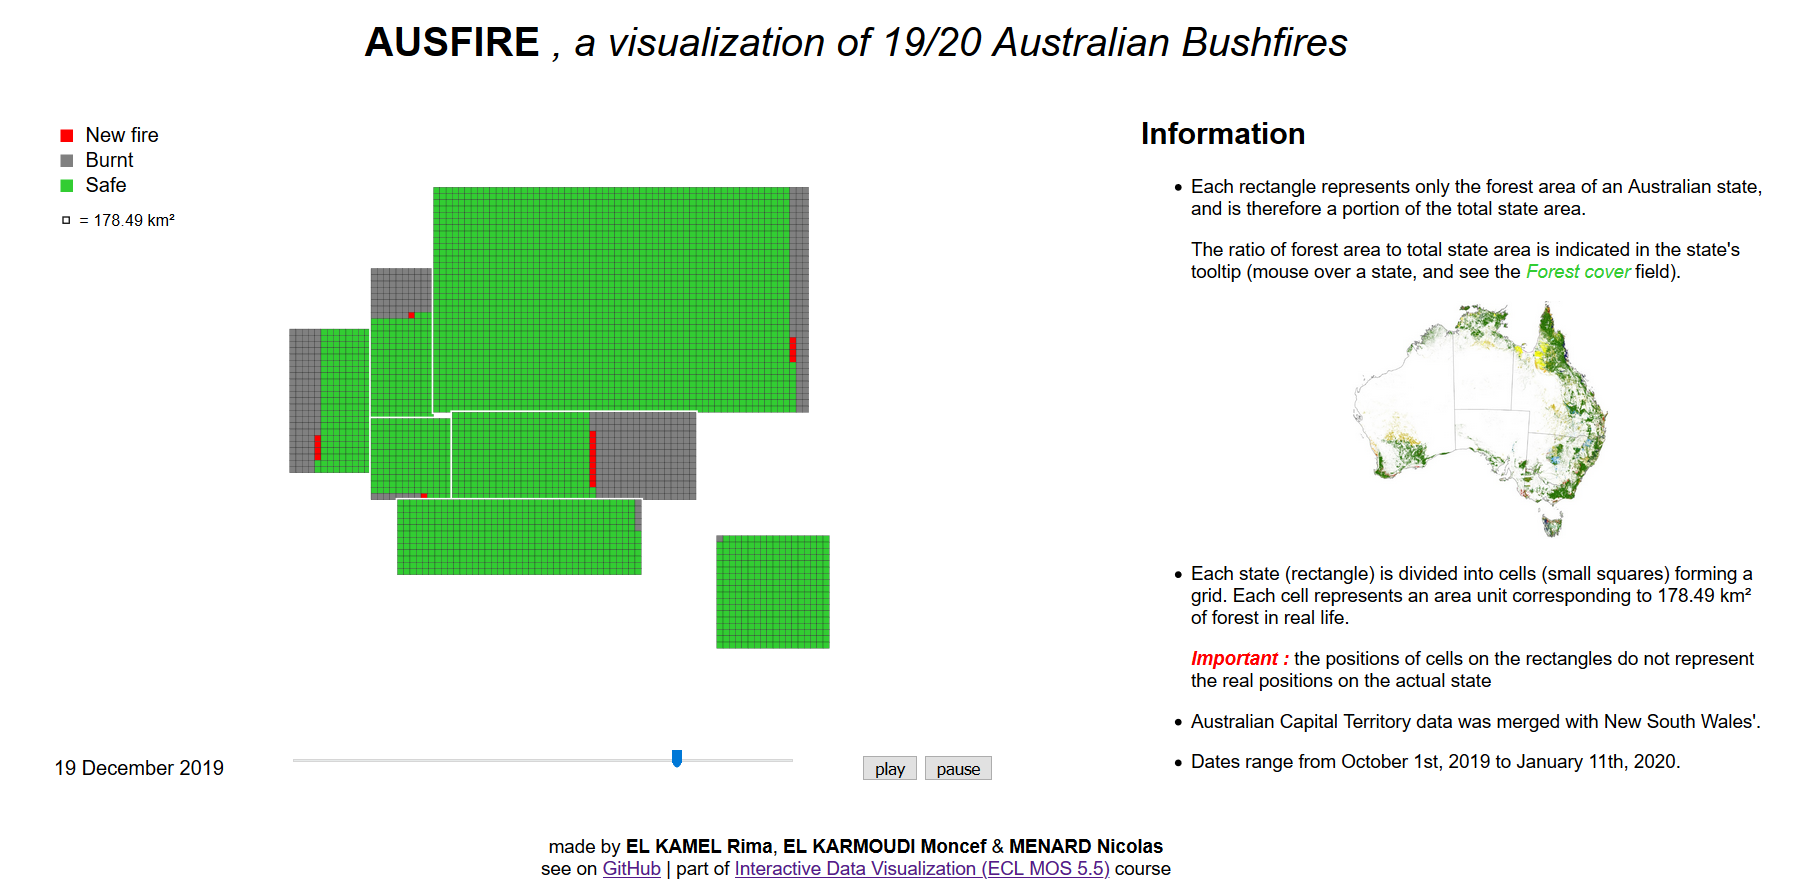 AUSFIRE , a visualization of 19/20 Australian Bushfires
New fire
Burnt
Safe
= 178.49 km²
Information
• Each rectangle represents only the forest area of an Australian state,
and is therefore a portion of the total state area.
The ratio of forest area to total state area is indicated in the state's
tooltip (mouse over a state, and see the Forest cover field).
• Each state (rectangle) is divided into cells (small squares) forming a
grid. Each cell represents an area unit corresponding to 178.49 km²
of forest in real life.
Important : the positions of cells on the rectangles do not represent
the real positions on the actual state
• Australian Capital Territory data was merged with New South Wales'.
• Dates range from October 1st, 2019 to January 11th, 2020.
19 December 2019
play
pause
made by EL KAMEL Rima, EL KARMOUDI Moncef & MENARD Nicolas
see on GitHub | part of Interactive Data Visualization (ECL MOS 5.5) course